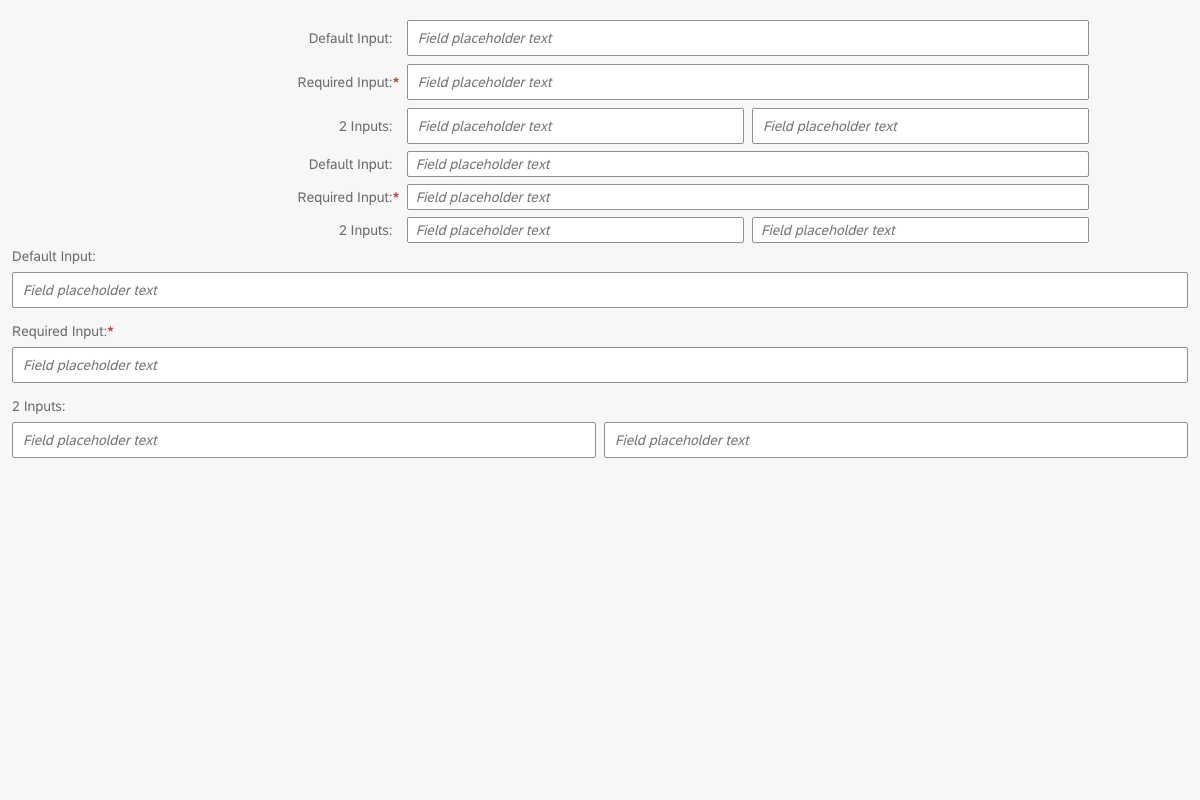 Default Input: Field placeholder text
Required Input:* Field placeholder text
2 Inputs: Field placeholder text Field placeholder text
Default Input: Field placeholder text
Required Input:* Field placeholder text
2 Inputs: Field placeholder text Field placeholder text
Default Input:
Field placeholder text
Required Input:*
Field placeholder text
2 Inputs:
Field placeholder text Field placeholder text